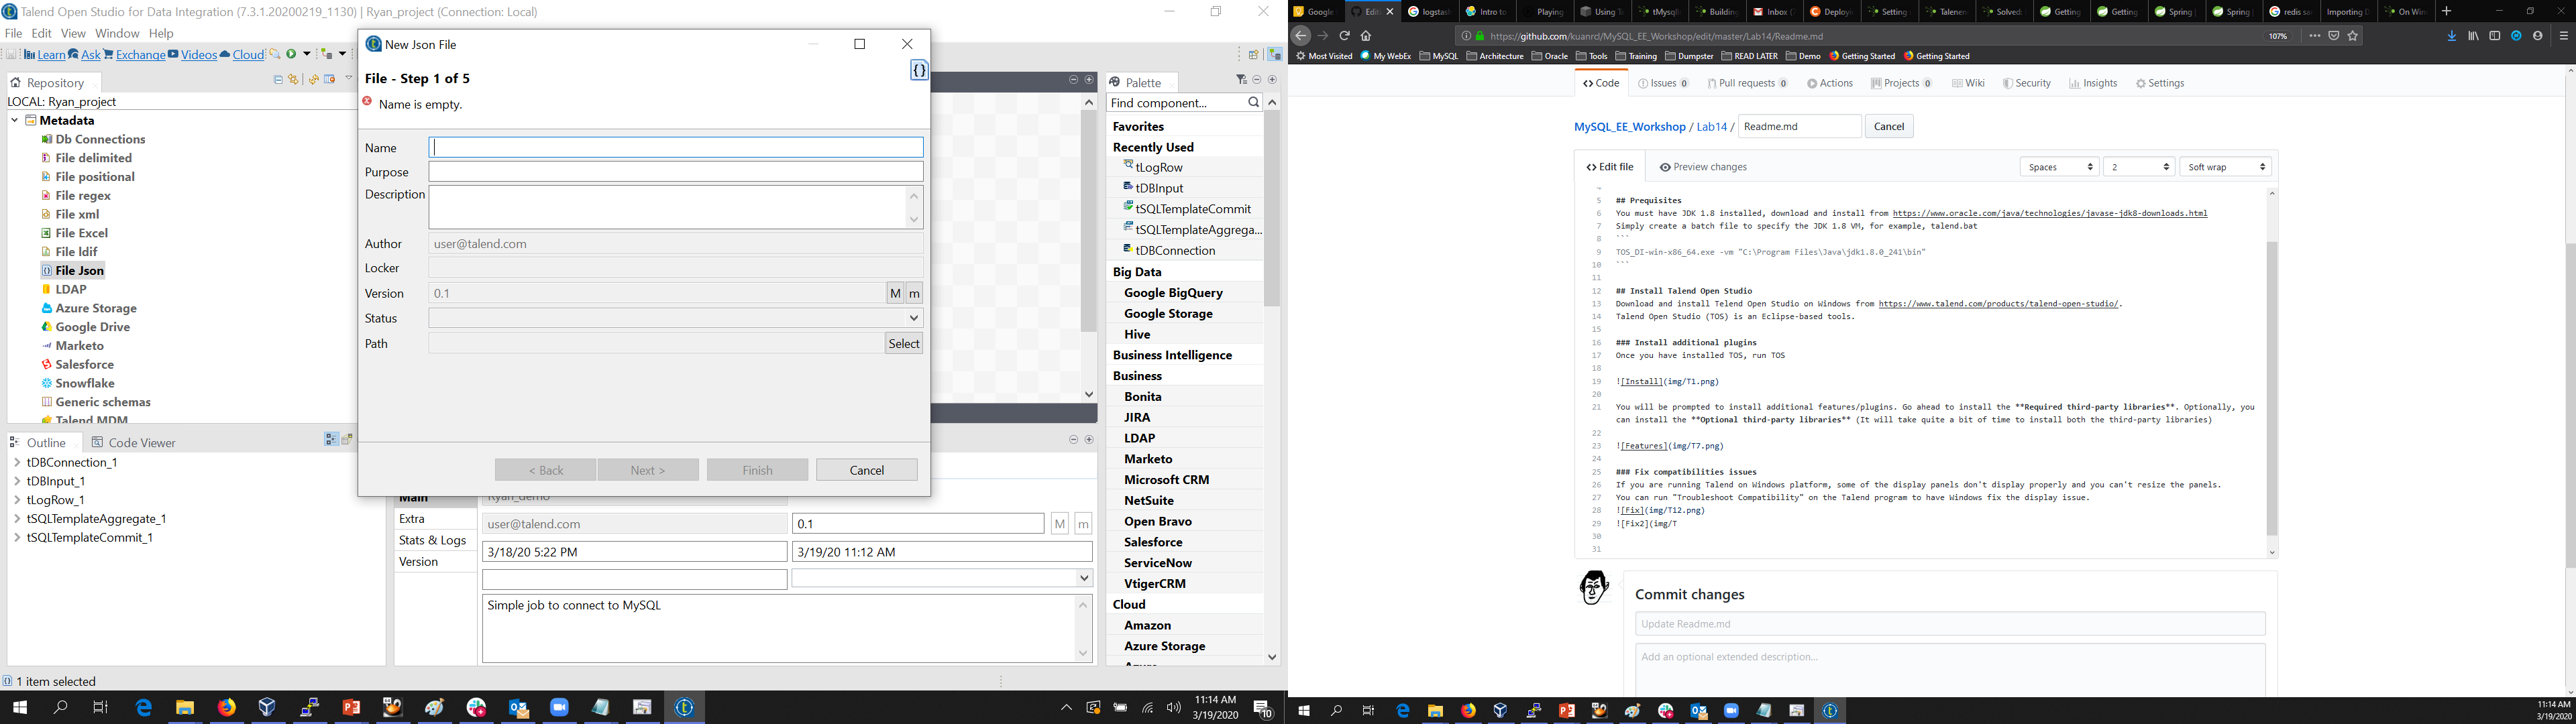 Talend Open Studio for Data Integration (7.3.1.20200219_1130) | Ryan_project (Connection: Local)
File Edit View Window Help
Learn Ask Exchange Videos Cloud
Repository
LOCAL: Ryan_project
Metadata
Db Connections
File delimited
File positional
File regex
File xml
File Excel
File ldif
File Json
LDAP
Azure Storage
Google Drive
Marketo
Salesforce
Snowflake
Generic schemas
Talend MDM
Outline Code Viewer
tDBConnection_1
tDBInput_1
tLogRow_1
tSQLTemplateAggregate_1
tSQLTemplateCommit_1
1 item selected
New Json File
File - Step 1 of 5
Name is empty.
Name
Purpose
Description
Author user@talend.com
Locker
Version 0.1 M m
Status
Path Select
< Back Next > Finish Cancel
Main Ryan_demo
Extra user@talend.com 0.1 M m
Stats & Logs 3/18/20 5:22 PM 3/19/20 11:12 AM
Version
Simple job to connect to MySQL
Palette
Find component...
Favorites
Recently Used
tLogRow
tDBInput
tSQLTemplateCommit
tSQLTemplateAggrega...
tDBConnection
Big Data
Google BigQuery
Google Storage
Hive
Business Intelligence
Business
Bonita
JIRA
LDAP
Marketo
Microsoft CRM
NetSuite
Open Bravo
Salesforce
ServiceNow
VtigerCRM
Cloud
Amazon
Azure Storage
11:14 AM
3/19/2020
10
Google Edit logstash Intro to Playing Using Ta tMysql Building Inbox ( Deployi Setting Talend Solved: Getting Getting Spring Spring redis sa Importing D On Win
https://github.com/kuanrcl/MySQL_EE_Workshop/edit/master/Lab14/Readme.md 107%
Most Visited My WebEx MySQL Architecture Oracle Tools Training Dumpster READ LATER Demo Getting Started Getting Started
Code Issues 0 Pull requests 0 Actions Projects 0 Wiki Security Insights Settings
MySQL_EE_Workshop / Lab14 / Readme.md Cancel
Edit file Preview changes Spaces 2 Soft wrap
5 ## Prequisites
6 You must have JDK 1.8 installed, download and install from https://www.oracle.com/java/technologies/javase-jdk8-downloads.html
7 Simply create a batch file to specify the JDK 1.8 VM, for example, talend.bat
8 ```
9 TOS_DI-win-x86_64.exe -vm "C:\Program Files\Java\jdk1.8.0_241\bin"
10 ```
11
12 ## Install Telend Open Studio
13 Download and install Telend Open Studio on Windows from https://www.talend.com/products/talend-open-studio/.
14 Talend Open Studio (TOS) is an Eclipse-based tools.
15
16 ### Install additional plugins
17 Once you have installed TOS, run TOS
18
19 ![Install](img/T1.png)
20
21 You will be prompted to install additional features/plugins. Go ahead to install the **Required third-party libraries**. Optionally, you
can install the **Optional third-party libraries** (It will take quite a bit of time to install both the third-party libraries)
22
23 ![Features](img/T7.png)
24
25 ### Fix compatibilities issues
26 If you are running Talend on Windows platform, some of the display panels don't display properly and you can't resize the panels.
27 You can run "Troubleshoot Compatibility" on the Talend program to have Windows fix the display issue.
28 ![Fix](img/T12.png)
29 ![Fix2](img/T
30
31
Commit changes
Update Readme.md
Add an optional extended description...
11:14 AM
3/19/2020